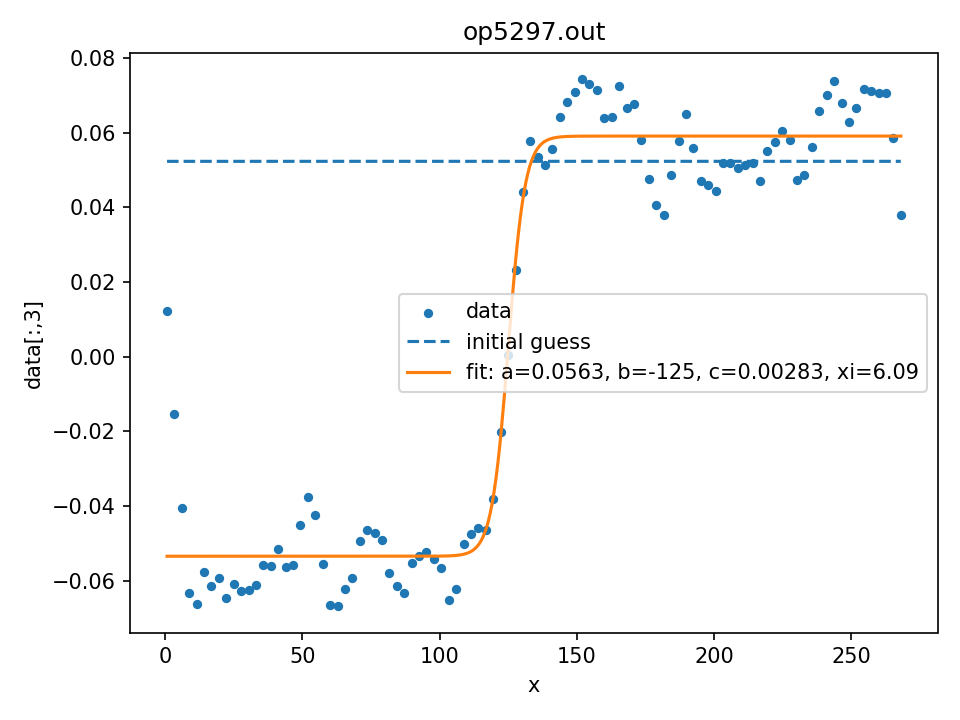 op5297.out
0.08
0.06
0.04
0.02
0.00
−0.02
−0.04
−0.06
data[:,3]
data
initial guess
fit: a=0.0563, b=-125, c=0.00283, xi=6.09
0 50 100 150 200 250
x